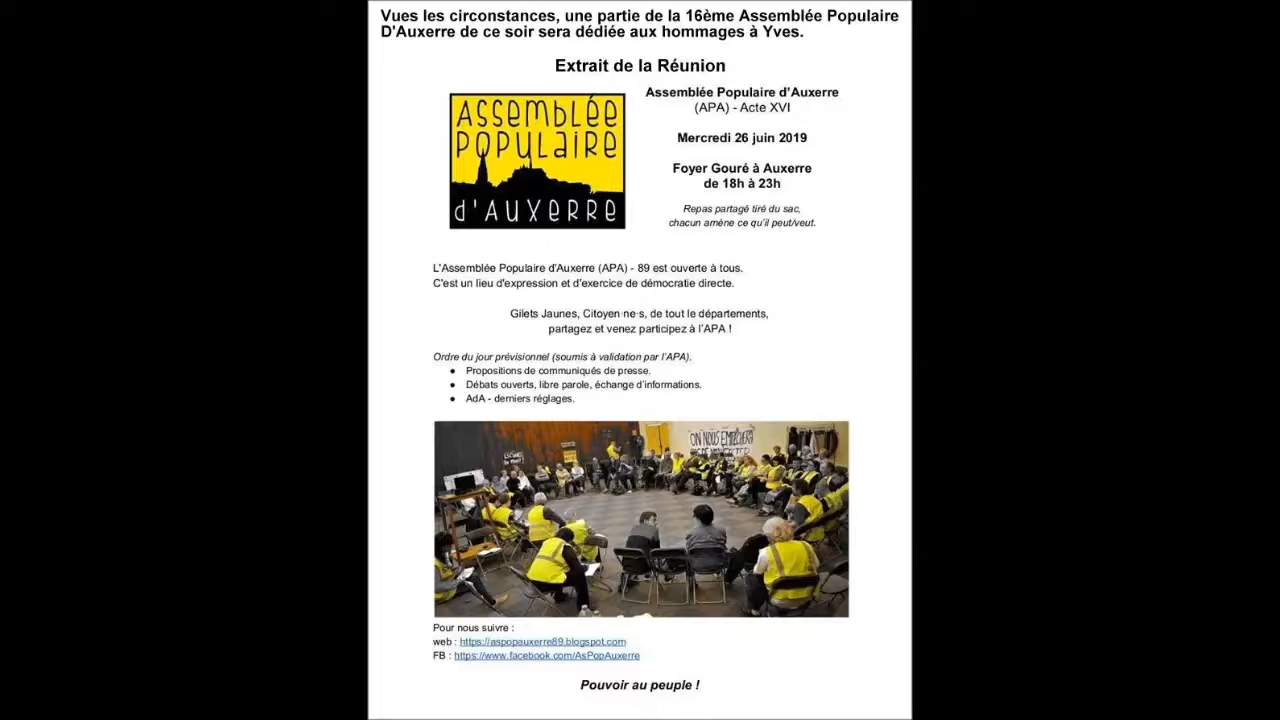 Vues les circonstances, une partie de la 16ème Assemblée Populaire
D'Auxerre de ce soir sera dédiée aux hommages à Yves.
Extrait de la Réunion
ASSEMBLÉE
POPULAIRE
d'AUXERRE
Assemblée Populaire d'Auxerre
(APA) - Acte XVI
Mercredi 26 juin 2019
Foyer Gouré à Auxerre
de 18h à 23h
Repas partagé tiré du sac,
chacun amène ce qu'il peut/veut.
L'Assemblée Populaire d'Auxerre (APA) - 89 est ouverte à tous.
C'est un lieu d'expression et d'exercice de démocratie directe.
Gilets Jaunes, Citoyen·ne·s, de tout le départements,
partagez et venez participez à l'APA !
Ordre du jour prévisionnel (soumis à validation par l'APA).
● Propositions de communiqués de presse.
● Débats ouverts, libre parole, échange d'informations.
● AdA - derniers réglages.
ON NOUS
Pour nous suivre :
web : https://aspopauxerre89.blogspot.com
FB : https://www.facebook.com/AsPopAuxerre
Pouvoir au peuple !